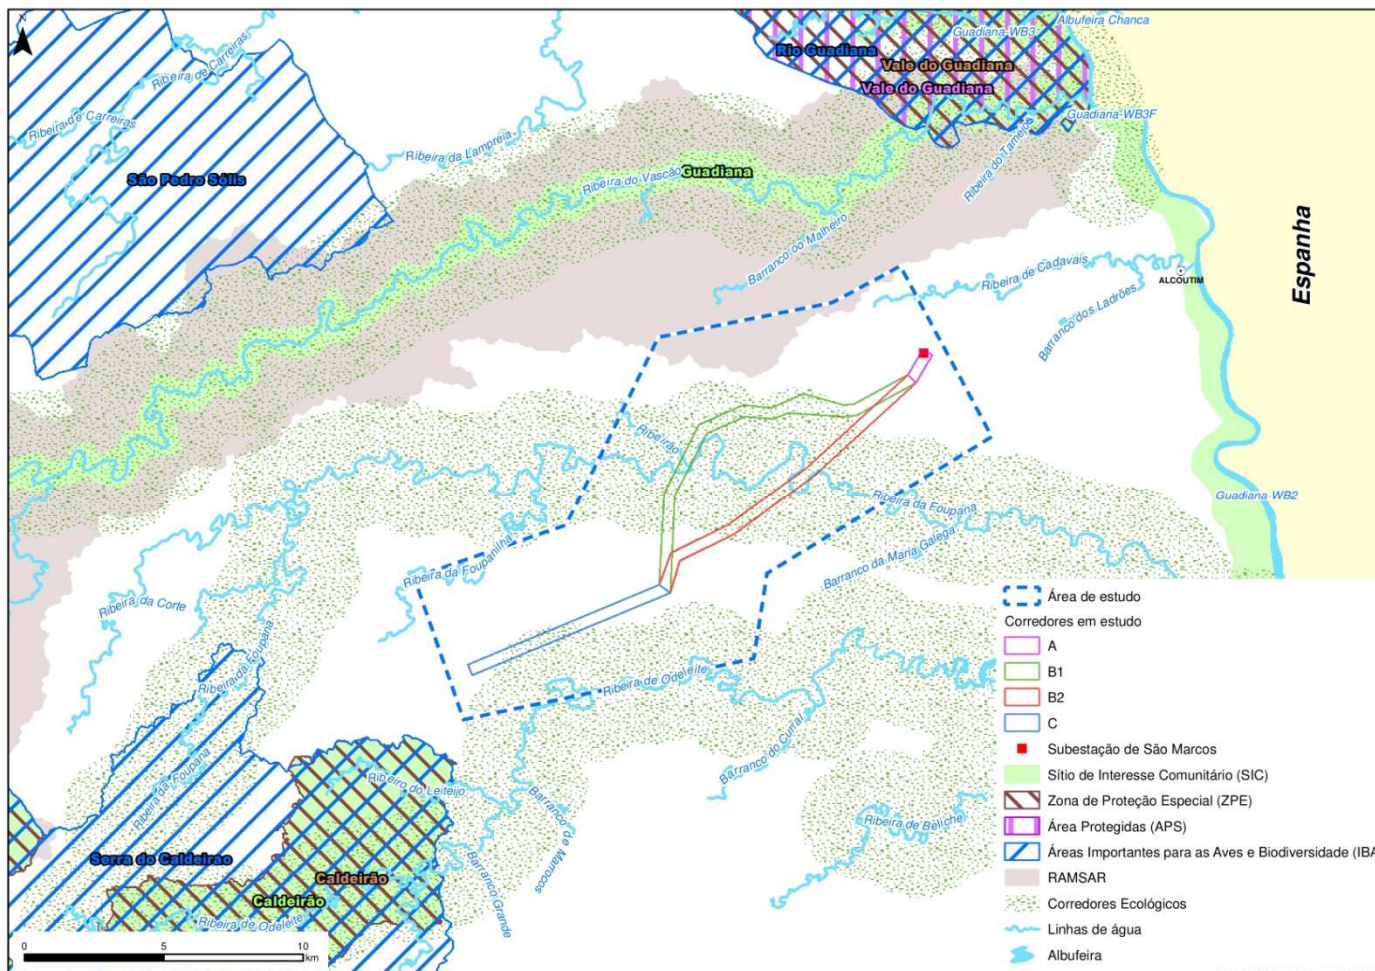 N
Albufeira Chanca
Guadiana-WB3
Rio Guadiana
Vale do Guadiana
Vale do Guadiana
Guadiana-WB3F
Ribeira de Carreiras
Ribeira de Carreiras
Ribeira da Lampreia
Ribeira do Tamejos
São Pedro Sólis
Guadiana
Ribeira do Vascão
Barranco do Malheiro
Ribeira de Cadavais
ALCOUTIM
Espanha
Barranco dos Ladrões
Ribeirão
Guadiana-WB2
Ribeira da Foupana
Ribeira da Foupanilha
Barranco da Maria Galega
Ribeira da Corte
Ribeira da Foupana
Ribeira de Odeleite
Barranco do Curral
Ribeira da Foupana
Ribeiro do Leiteijo
Barranco de Marrocos
Ribeira de Beliche
Serra do Caldeirão
Caldeirão
Caldeirão
Barranco Grande
Ribeira de Odeleite
0 5 10
km
Área de estudo
Corredores em estudo
A
B1
B2
C
Subestação de São Marcos
Sítio de Interesse Comunitário (SIC)
Zona de Proteção Especial (ZPE)
Área Protegidas (APS)
Áreas Importantes para as Aves e Biodiversidade (IBA
RAMSAR
Corredores Ecológicos
Linhas de água
Albufeira